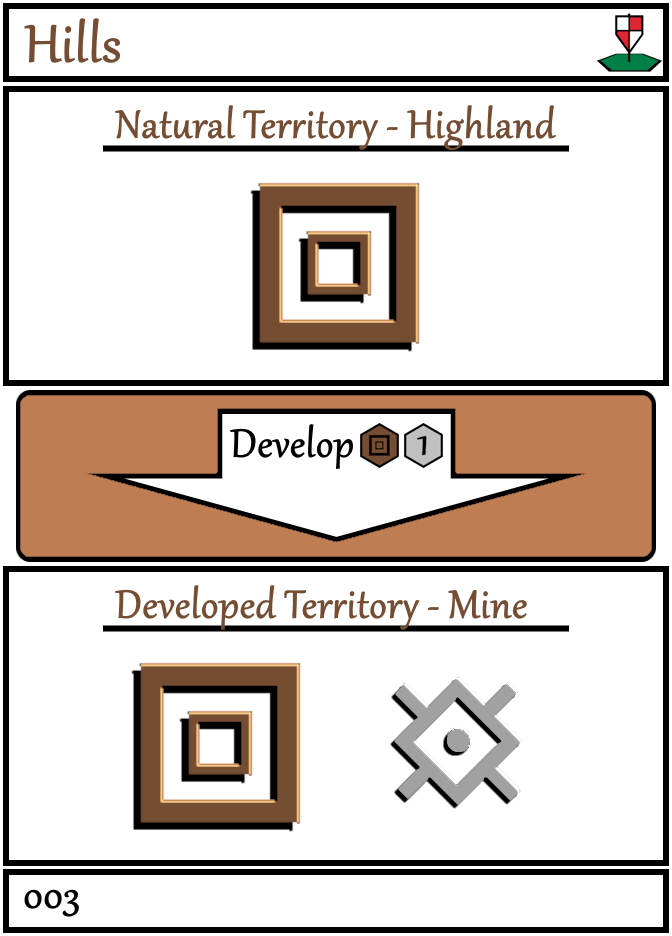 Hills
Natural Territory - Highland
Develop 1
Developed Territory - Mine
003